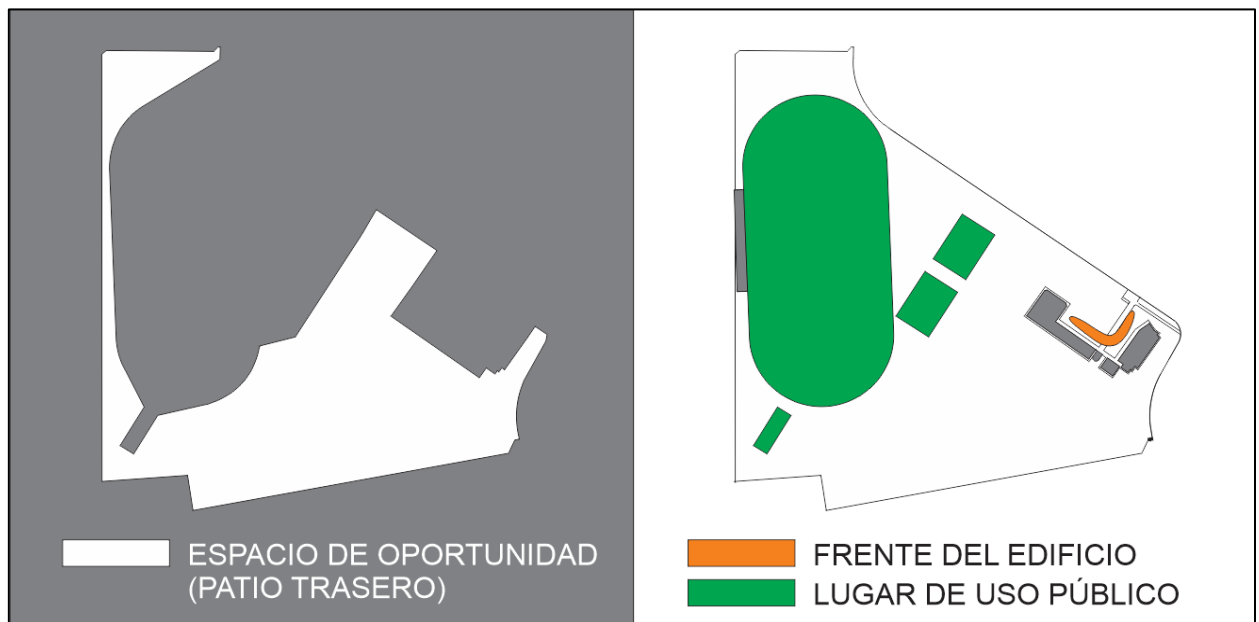 ESPACIO DE OPORTUNIDAD
(PATIO TRASERO)
FRENTE DEL EDIFICIO
LUGAR DE USO PÚBLICO